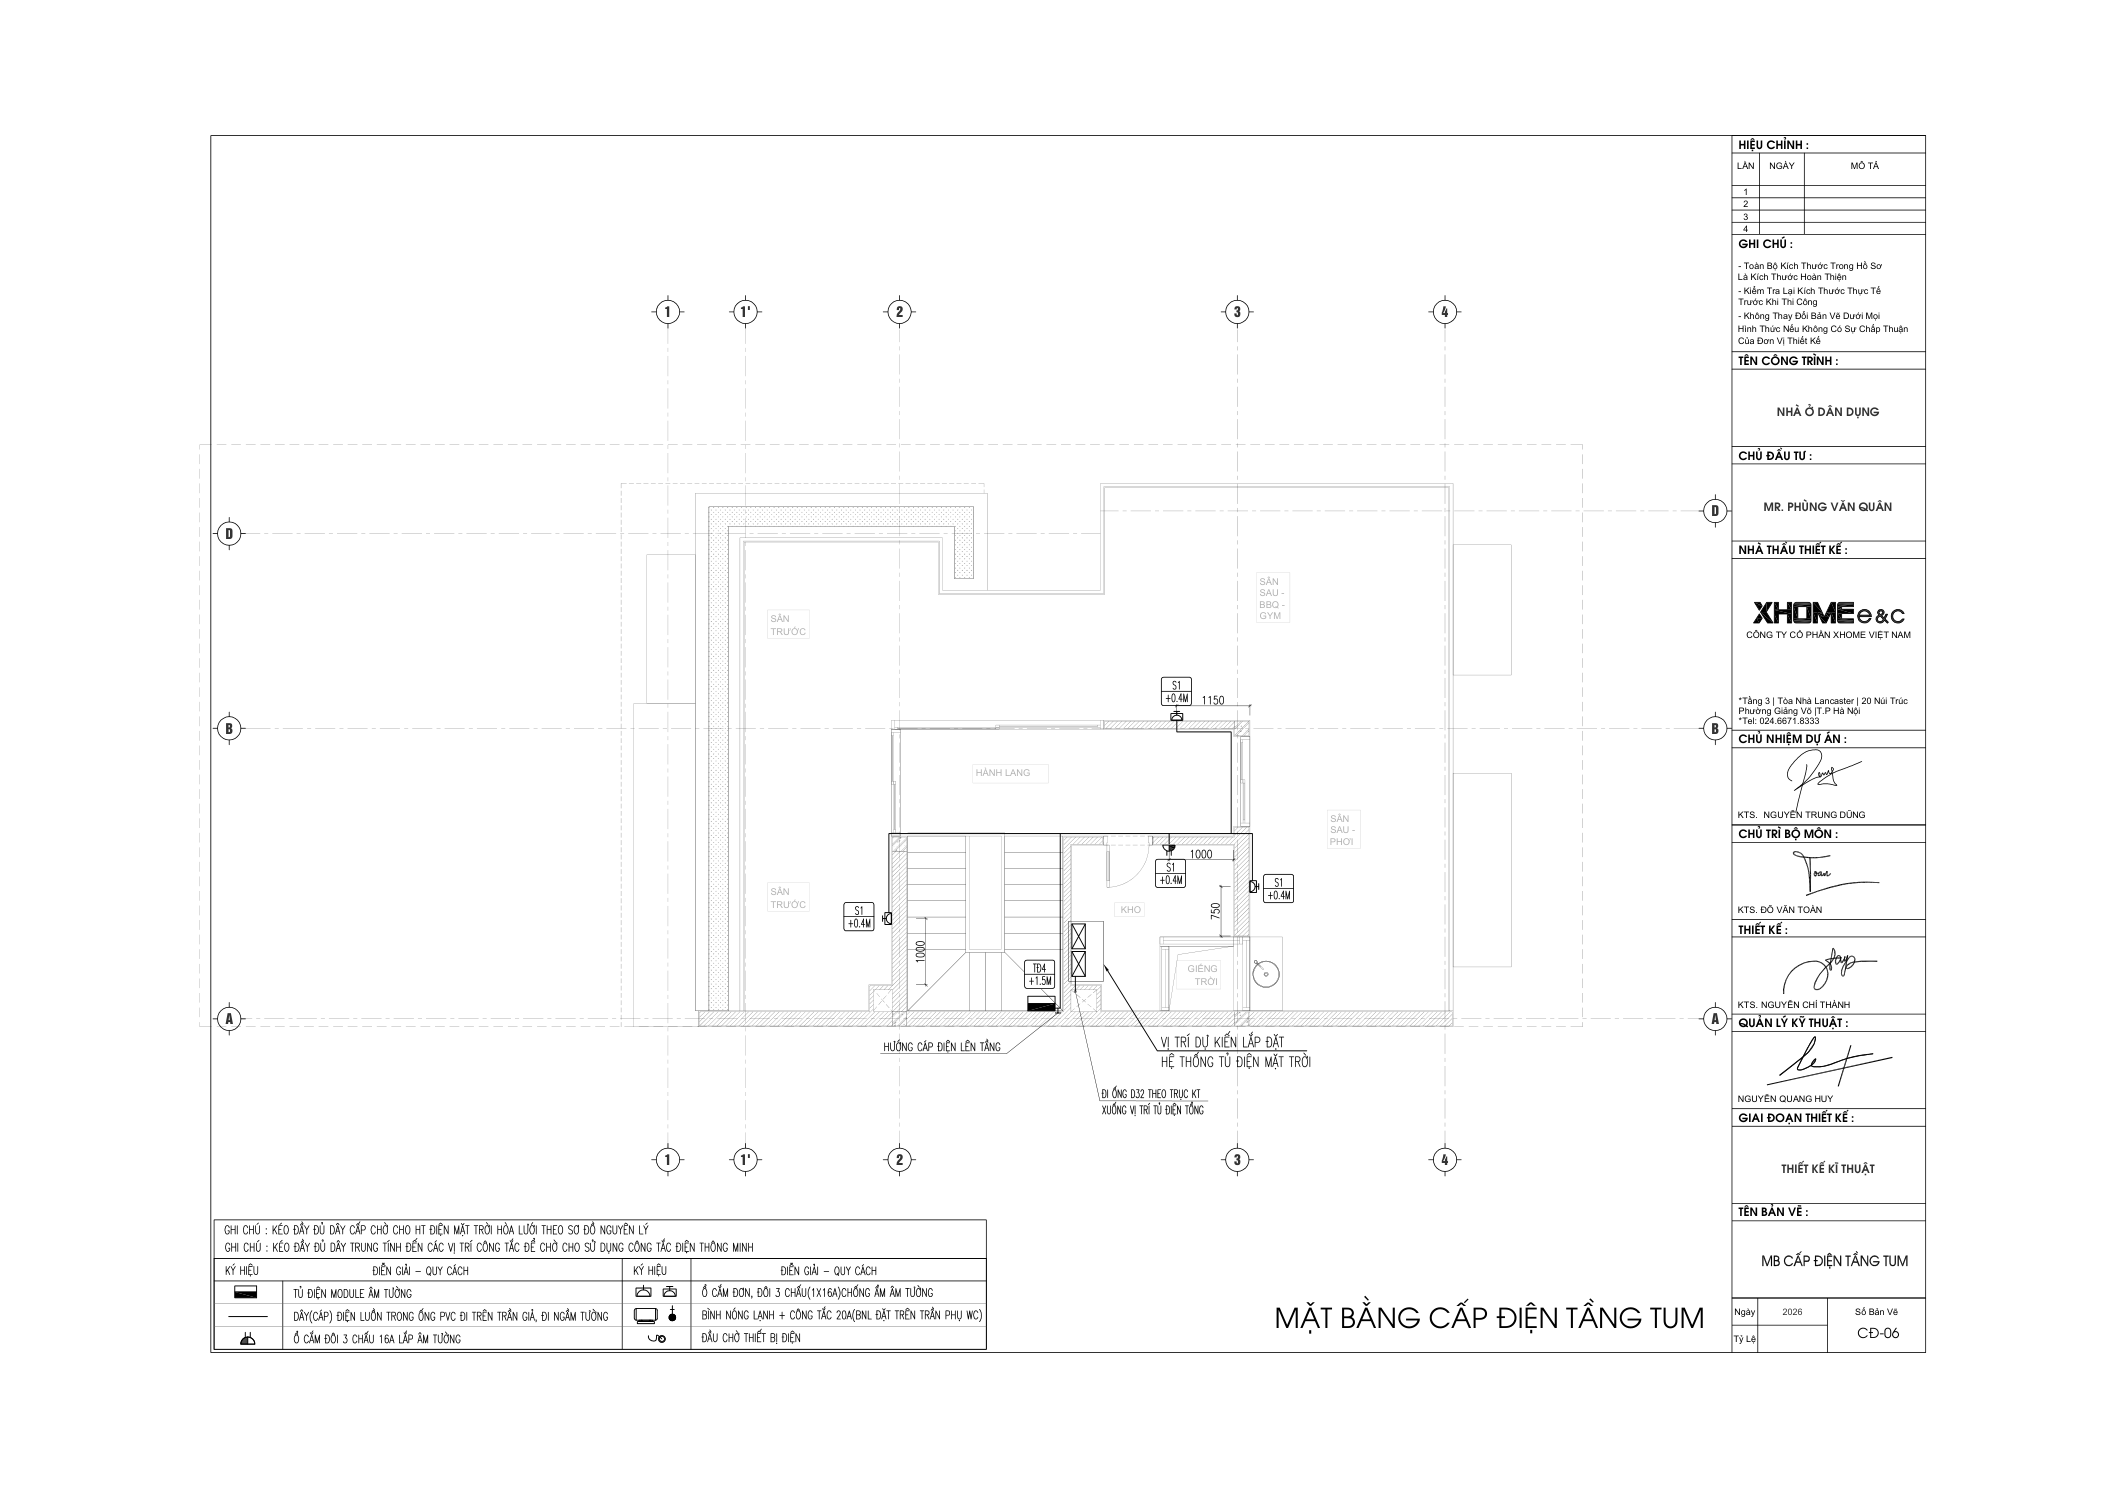 HIỆU CHỈNH :
LẦN NGÀY MÔ TẢ
1
2
3
4
GHI CHÚ :
- Toàn Bộ Kích Thước Trong Hồ Sơ
Là Kích Thước Hoàn Thiện
- Kiểm Tra Lại Kích Thước Thực Tế
Trước Khi Thi Công
- Không Thay Đổi Bản Vẽ Dưới Mọi
Hình Thức Nếu Không Có Sự Chấp Thuận
Của Đơn Vị Thiết Kế
TÊN CÔNG TRÌNH :
NHÀ Ở DÂN DỤNG
CHỦ ĐẦU TƯ :
MR. PHÙNG VĂN QUÂN
NHÀ THẦU THIẾT KẾ :
XHOME e&c
CÔNG TY CỔ PHẦN XHOME VIỆT NAM
*Tầng 3 | Tòa Nhà Lancaster | 20 Núi Trúc
Phường Giảng Võ |T.P Hà Nội
*Tel: 024.6671.8333
CHỦ NHIỆM DỰ ÁN :
KTS. NGUYỄN TRUNG DŨNG
CHỦ TRÌ BỘ MÔN :
KTS. ĐỖ VĂN TOÀN
THIẾT KẾ :
KTS. NGUYỄN CHÍ THÀNH
QUẢN LÝ KỸ THUẬT :
NGUYỄN QUANG HUY
GIAI ĐOẠN THIẾT KẾ :
THIẾT KẾ KĨ THUẬT
TÊN BẢN VẼ :
MB CẤP ĐIỆN TẦNG TUM
Ngày 2026 Số Bản Vẽ
Tỷ Lệ CĐ-06
1 1' 2 3 4
D D
SÂN
TRƯỚC
SÂN
SAU -
BBQ -
GYM
S1
+0.4M
1150
B B
HÀNH LANG
SÂN
SAU -
PHƠI
1000
S1
+0.4M
S1
+0.4M
SÂN
TRƯỚC
S1
+0.4M
KHO
750
1000
TĐ4
+1.5M
GIẾNG
TRỜI
A A
HƯỚNG CÁP ĐIỆN LÊN TẦNG
VỊ TRÍ DỰ KIẾN LẮP ĐẶT
HỆ THỐNG TỦ ĐIỆN MẶT TRỜI
ĐI ỐNG D32 THEO TRỤC KT
XUỐNG VỊ TRÍ TỦ ĐIỆN TỔNG
1 1' 2 3 4
GHI CHÚ : KÉO ĐẦY ĐỦ DÂY CẤP CHỜ CHO HT ĐIỆN MẶT TRỜI HÒA LƯỚI THEO SƠ ĐỒ NGUYÊN LÝ
GHI CHÚ : KÉO ĐẦY ĐỦ DÂY TRUNG TÍNH ĐẾN CÁC VỊ TRÍ CÔNG TẮC ĐỂ CHỜ CHO SỬ DỤNG CÔNG TẮC ĐIỆN THÔNG MINH
KÝ HIỆU DIỄN GIẢI - QUY CÁCH KÝ HIỆU DIỄN GIẢI - QUY CÁCH
TỦ ĐIỆN MODULE ÂM TƯỜNG
Ổ CẮM ĐƠN, ĐÔI 3 CHẤU(1X16A)CHỐNG ẨM ÂM TƯỜNG
DÂY(CÁP) ĐIỆN LUỒN TRONG ỐNG PVC ĐI TRÊN TRẦN GIẢ, ĐI NGẦM TƯỜNG
BÌNH NÓNG LẠNH + CÔNG TẮC 20A(BNL ĐẶT TRÊN TRẦN PHỤ WC)
Ổ CẮM ĐÔI 3 CHẤU 16A LẮP ÂM TƯỜNG
ĐẦU CHỜ THIẾT BỊ ĐIỆN
MẶT BẰNG CẤP ĐIỆN TẦNG TUM